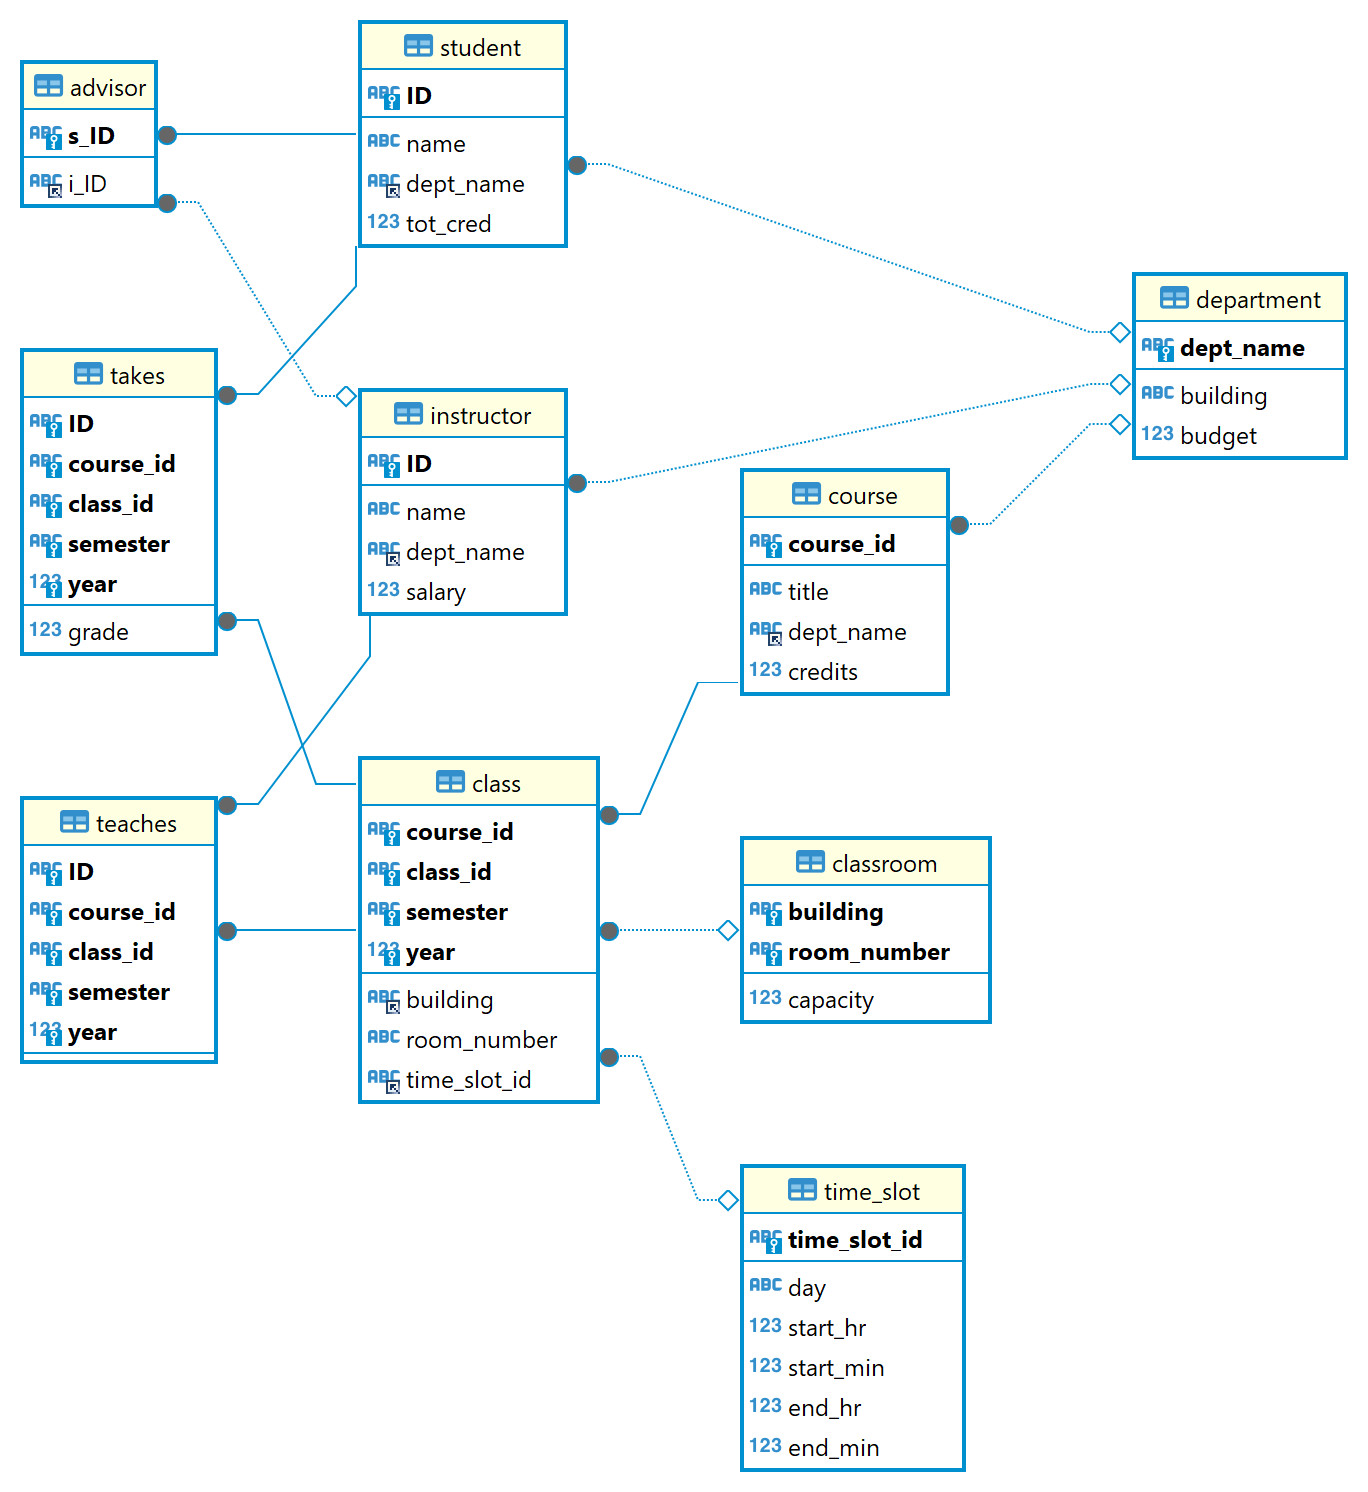 advisor
ABC s_ID
ABC i_ID
student
ABC ID
ABC name
ABC dept_name
123 tot_cred
department
ABC dept_name
ABC building
123 budget
takes
ABC ID
ABC course_id
ABC class_id
ABC semester
123 year
123 grade
instructor
ABC ID
ABC name
ABC dept_name
123 salary
course
ABC course_id
ABC title
ABC dept_name
123 credits
teaches
ABC ID
ABC course_id
ABC class_id
ABC semester
123 year
class
ABC course_id
ABC class_id
ABC semester
123 year
ABC building
ABC room_number
ABC time_slot_id
classroom
ABC building
ABC room_number
123 capacity
time_slot
ABC time_slot_id
ABC day
123 start_hr
123 start_min
123 end_hr
123 end_min